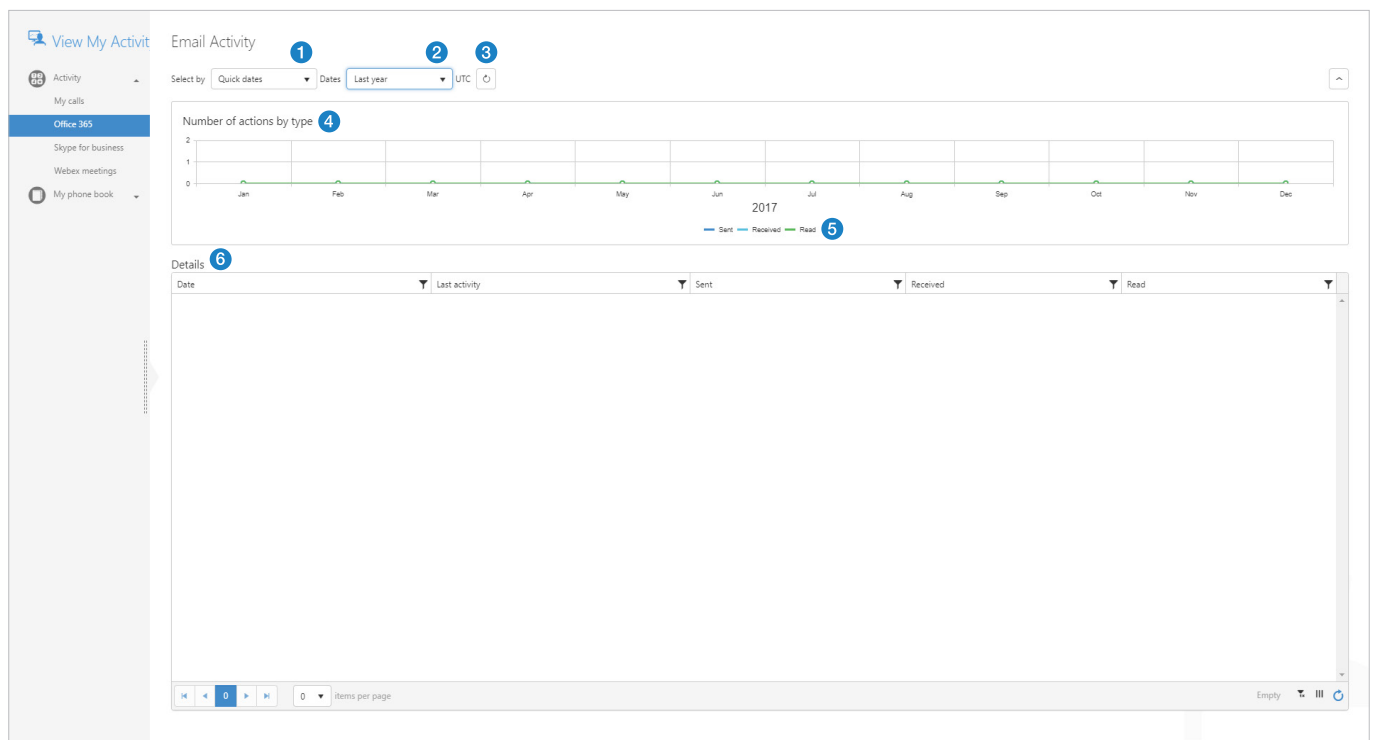 View My Activit
Activity
My calls
Office 365
Skype for business
Webex meetings
My phone book
Email Activity
1 2 3
Select by Quick dates Dates Last year UTC
Number of actions by type 4
2
1
0
Jan Feb Mar Apr May Jun Jul Aug Sep Oct Nov Dec
2017
Sent Received Read 5
Details 6
Date Last activity Sent Received Read
0 0 items per page Empty